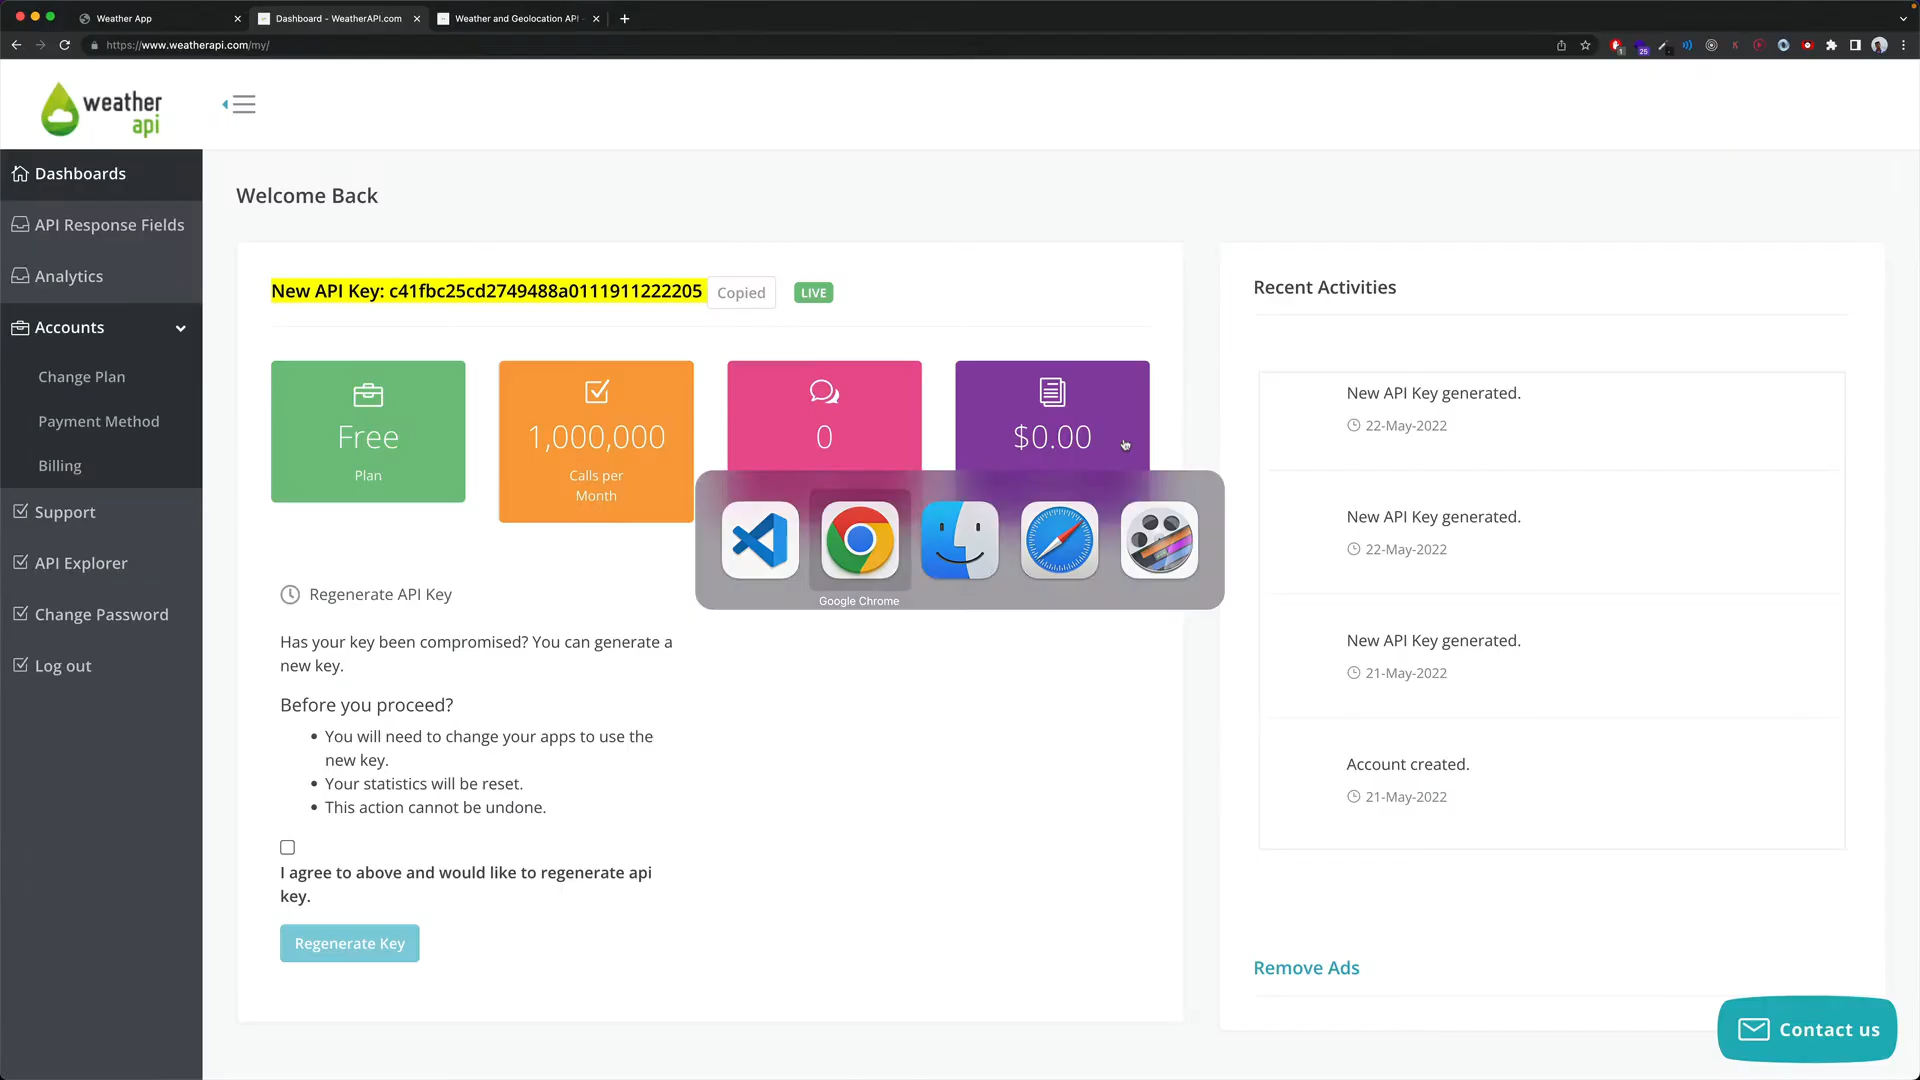 Weather App
Dashboard - WeatherAPI.com
Weather and Geolocation API -
https://www.weatherapi.com/my/
1
25
weather
api
Dashboards
API Response Fields
Analytics
Accounts
Change Plan
Payment Method
Billing
Support
API Explorer
Change Password
Log out
Welcome Back
New API Key: c41fbc25cd2749488a0111911222205
Copied
LIVE
Free
Plan
1,000,000
Calls per
Month
0
$0.00
Google Chrome
Regenerate API Key
Has your key been compromised? You can generate a
new key.
Before you proceed?
You will need to change your apps to use the
new key.
Your statistics will be reset.
This action cannot be undone.
I agree to above and would like to regenerate api
key.
Regenerate Key
Recent Activities
New API Key generated.
22-May-2022
New API Key generated.
22-May-2022
New API Key generated.
21-May-2022
Account created.
21-May-2022
Remove Ads
Contact us